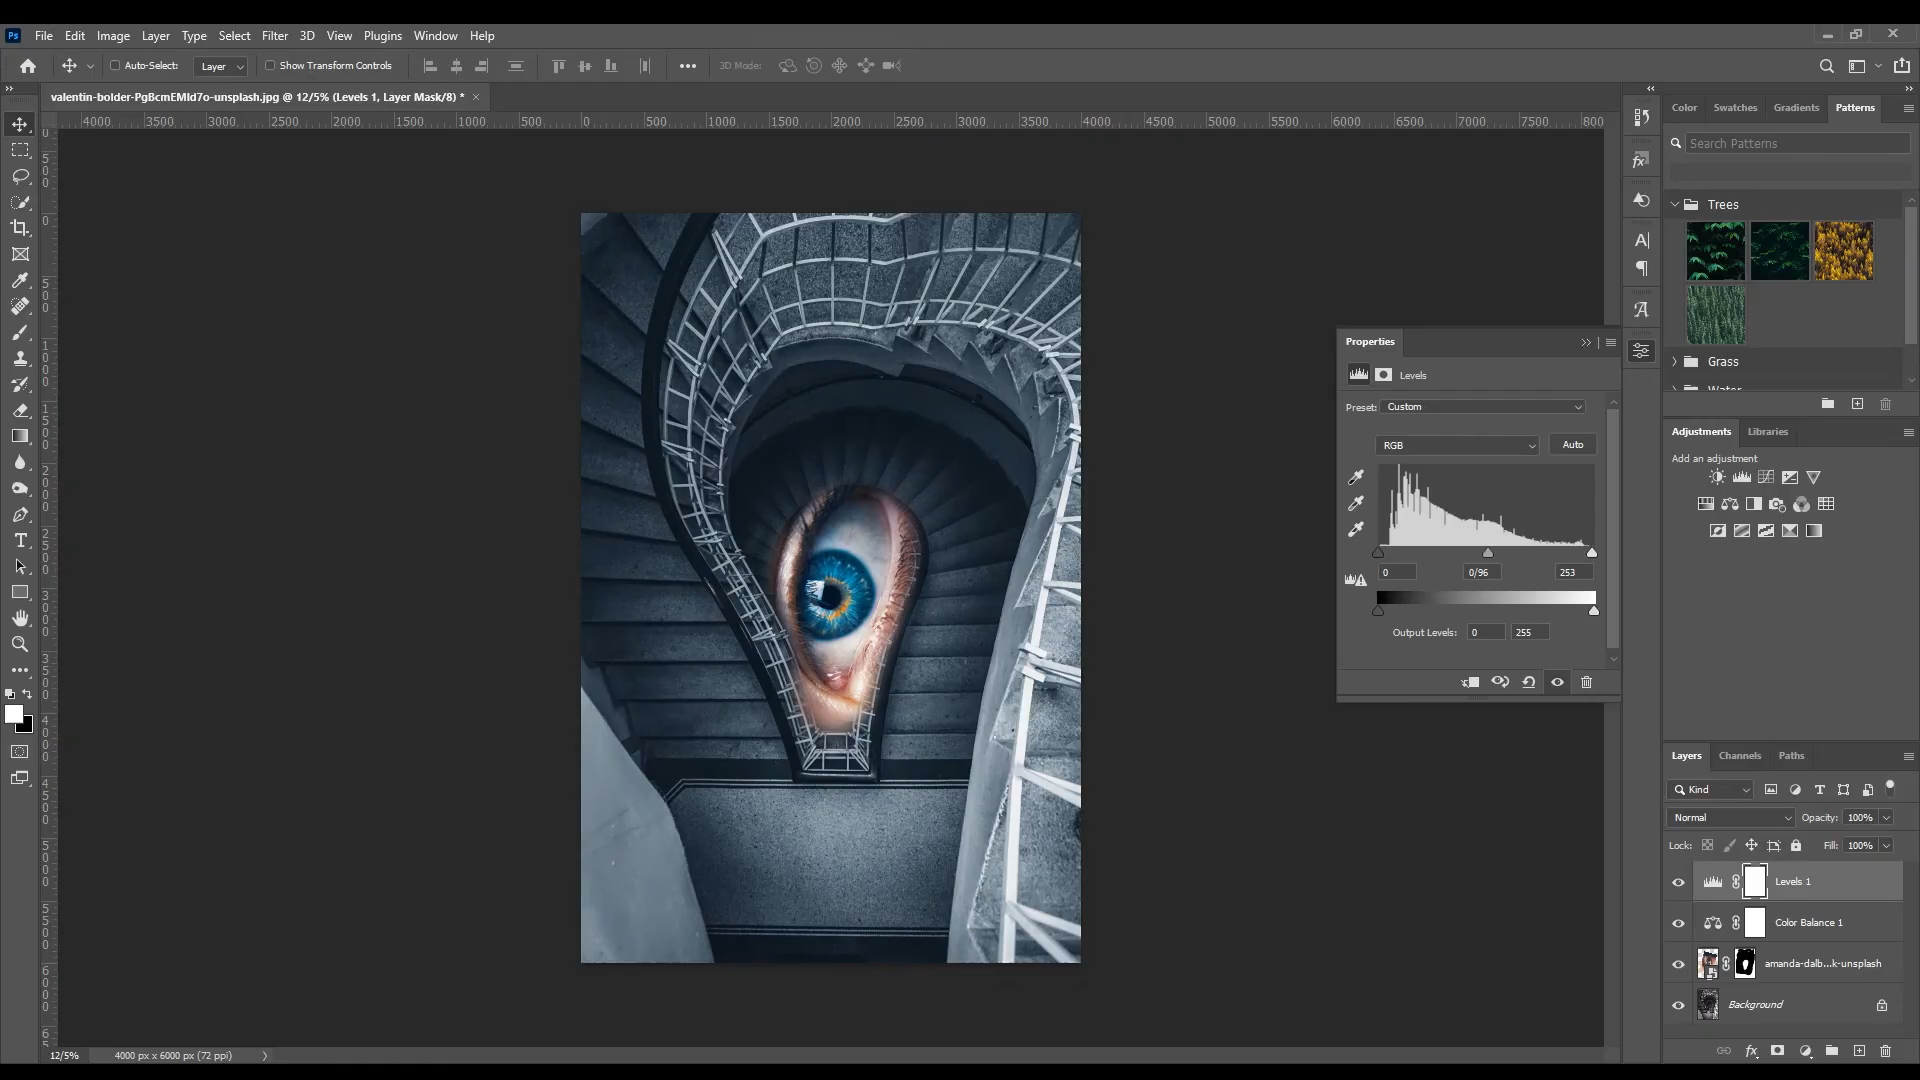 Ps File Edit Image Layer Type Select Filter 3D View Plugins Window Help
Auto-Select: Layer Show Transform Controls 3D Mode:
valentin-bolder-PgBcmEMId7o-unsplash.jpg @ 12/5% (Levels 1, Layer Mask/8) *
4000 3500 3000 2500 2000 1500 1000 500 0 500 1000 1500 2000 2500 3000 3500 4000 4500 5000 5500 6000 6500 7000 7500 800
Color Swatches Gradients Patterns
Search Patterns
Trees
Grass
Water
Properties
Levels
Preset: Custom
RGB Auto
0 0/96 253
Output Levels: 0 255
Adjustments Libraries
Add an adjustment
Layers Channels Paths
Kind
Normal Opacity: 100%
Lock: Fill: 100%
Levels 1
Color Balance 1
amanda-dalb...k-unsplash
Background
12/5% 4000 px x 6000 px (72 ppi)